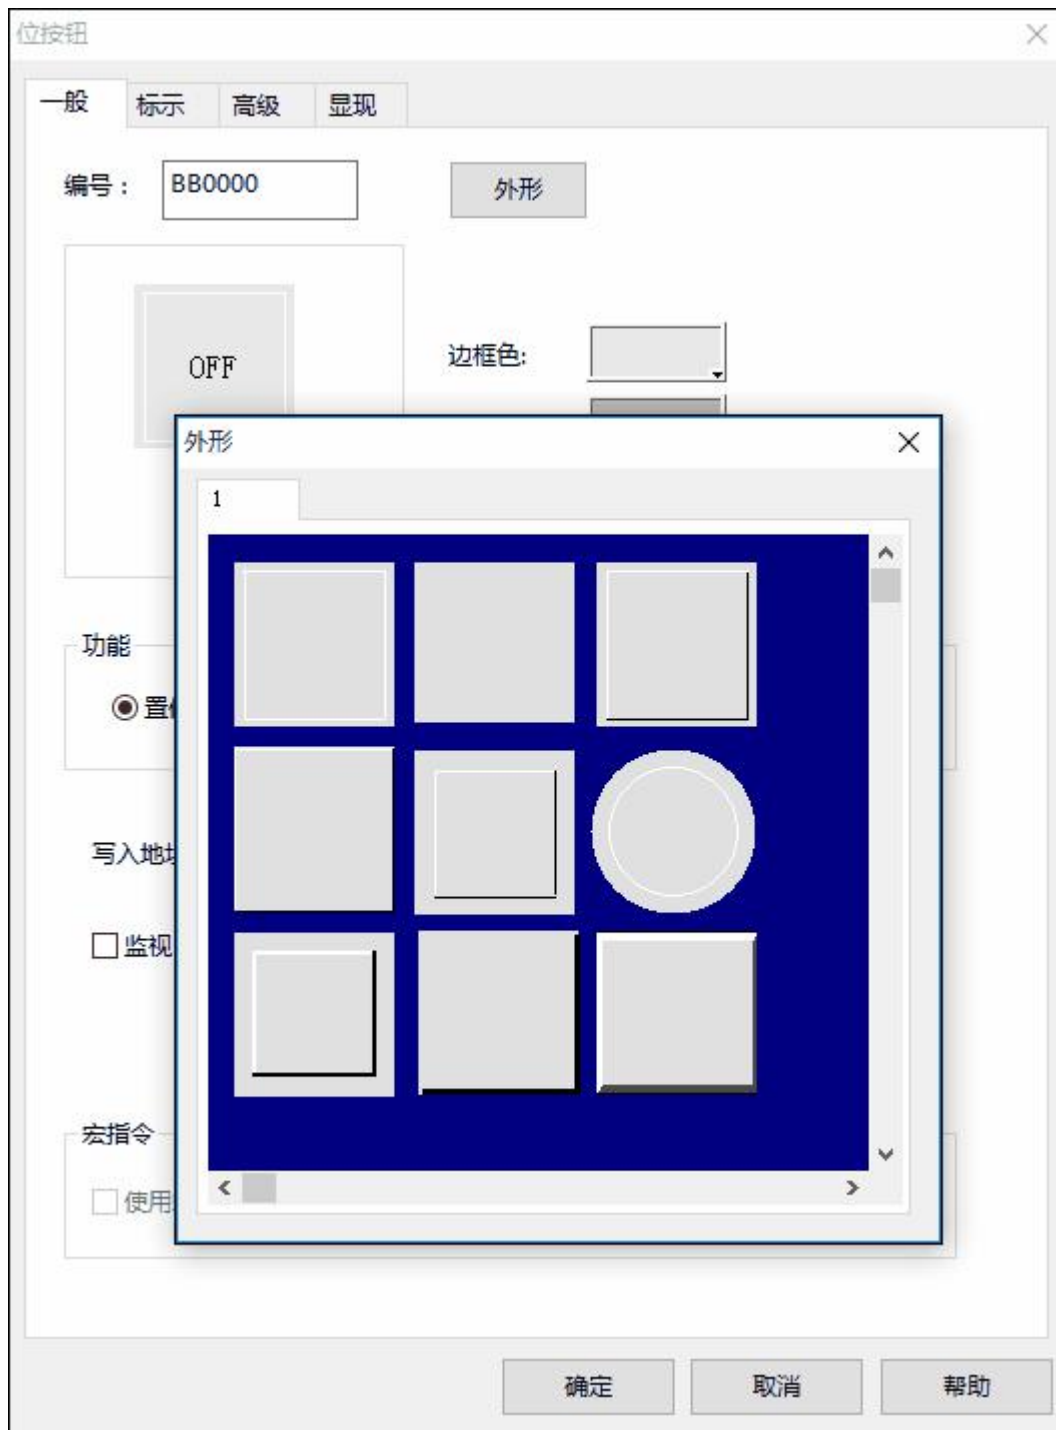 位按钮
一般 标示 高级 显现
编号： BB0000 外形
OFF
边框色:
外形
1
功能
写入地
监视
宏指令
使用
确定 取消 帮助